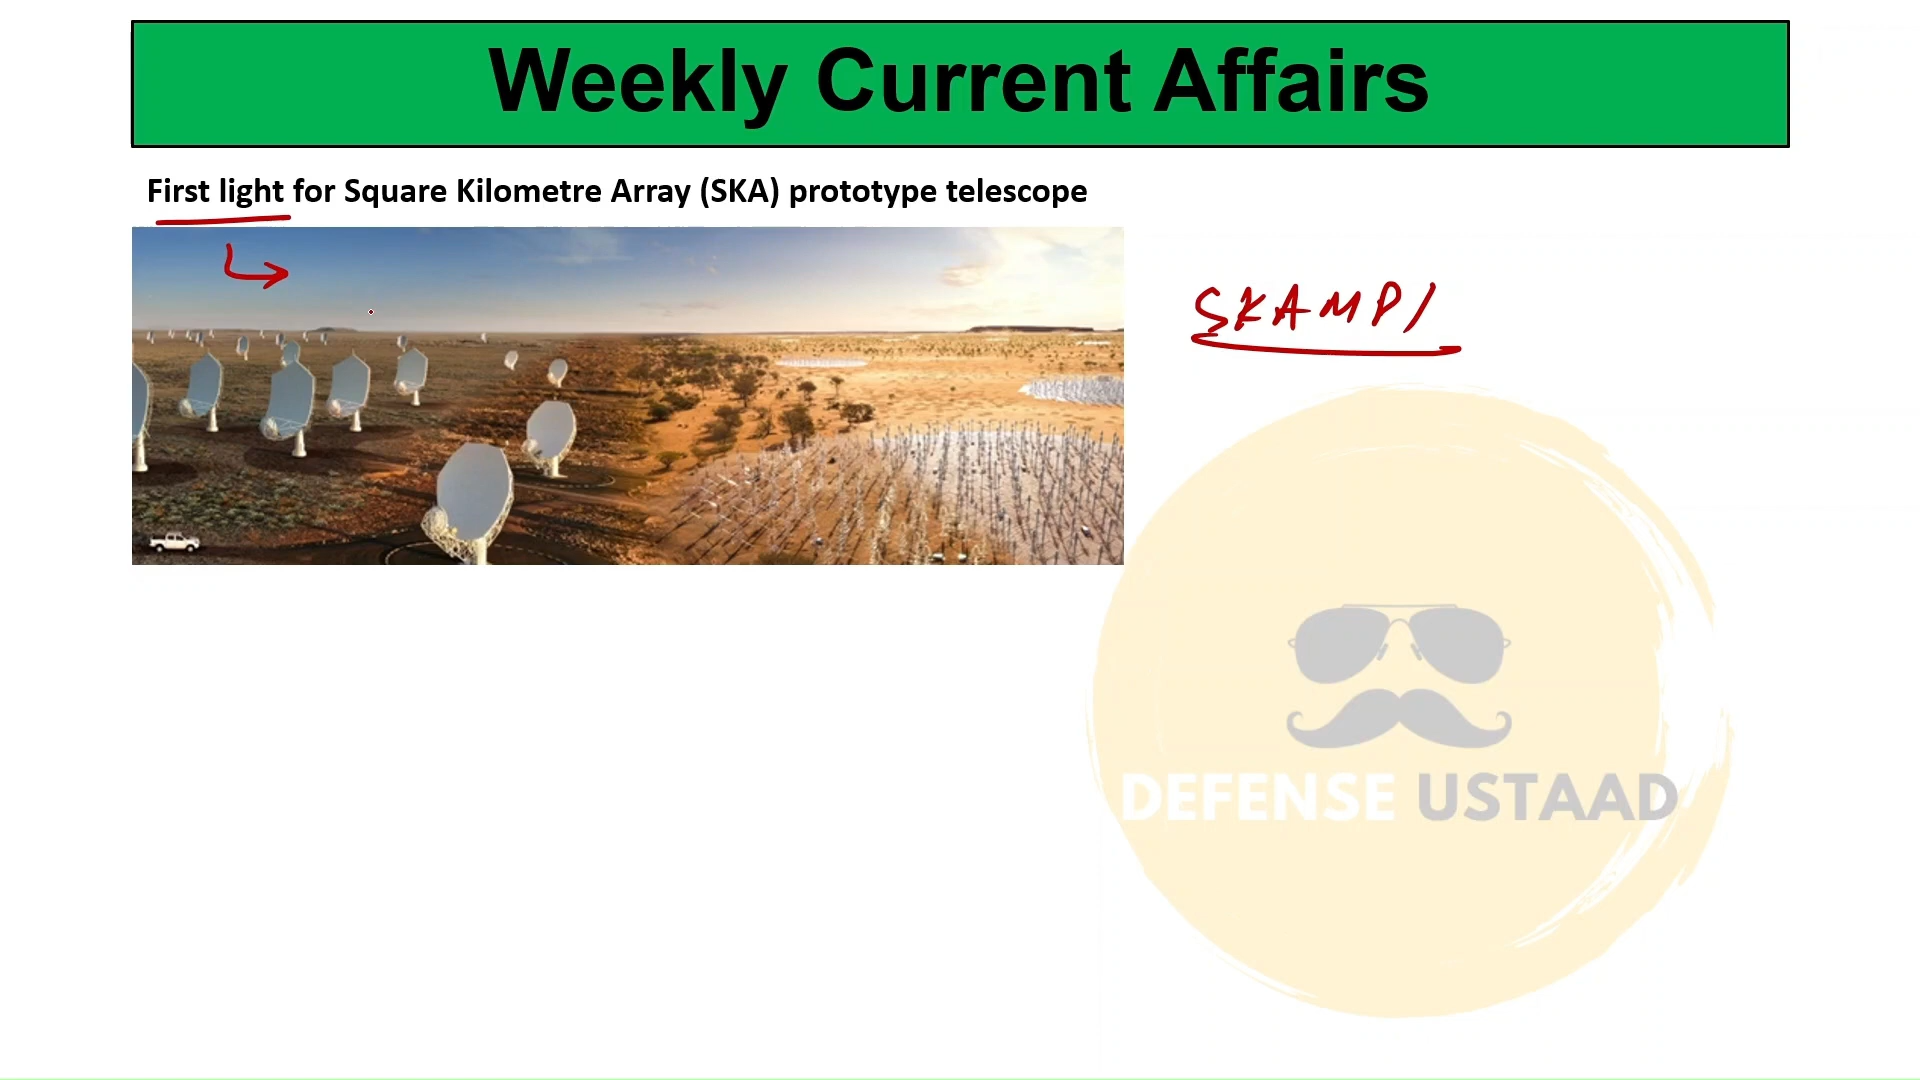 Weekly Current Affairs
First light for Square Kilometre Array (SKA) prototype telescope
SKAMPI
DEFENSE USTAAD